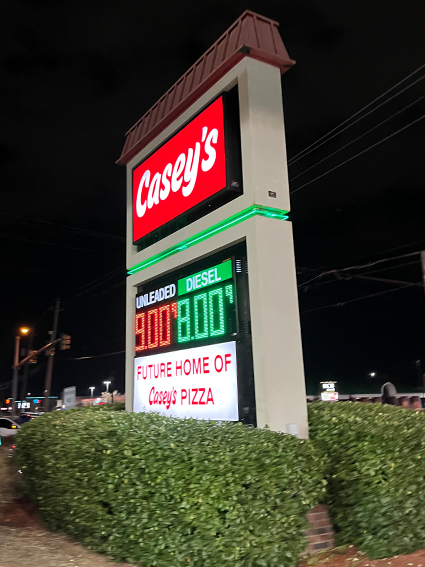 Casey's
UNLEADED DIESEL
9.00⁹ 8.00⁹
FUTURE HOME OF
Casey's PIZZA